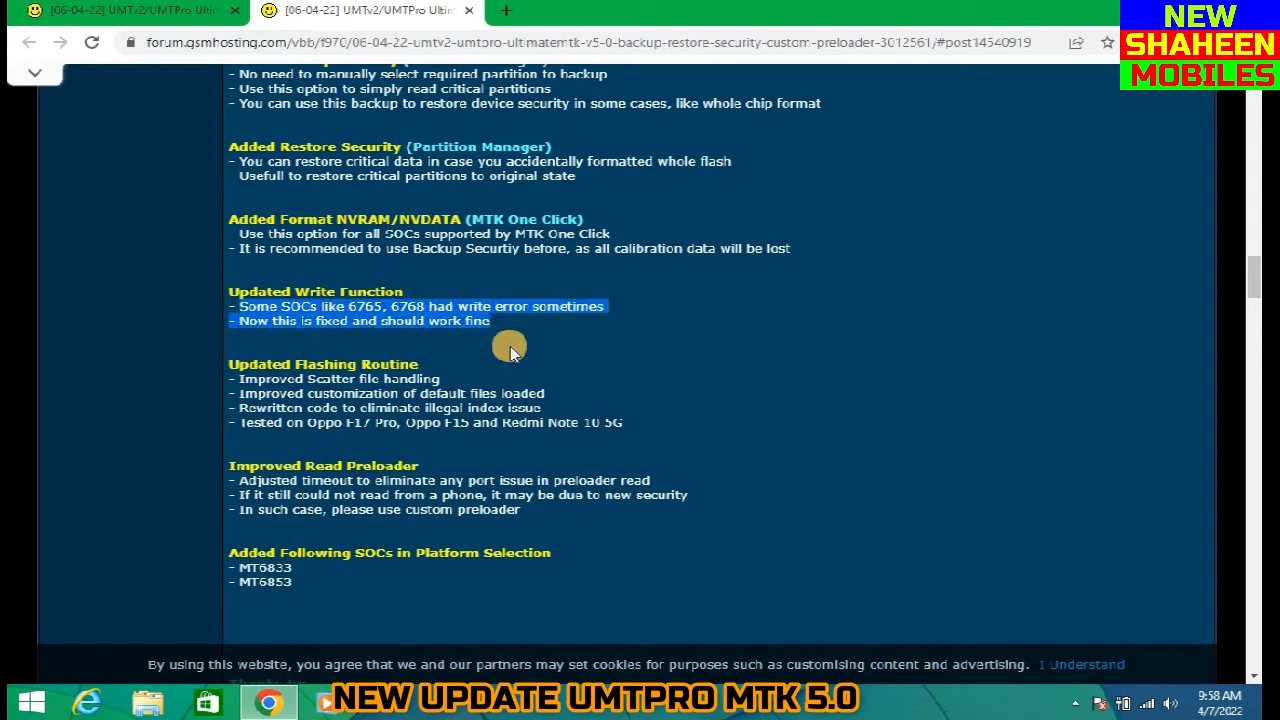 [06-04-22] UMTv2/UMTPro Ultim
[06-04-22] UMTv2/UMTPro Ultim
NEW
SHAHEEN
MOBILES
forum.gsmhosting.com/vbb/f970/06-04-22-umtv2-umtpro-ultimatemtk-v5-0-backup-restore-security-custom-preloader-3012561/#post14540919
- No need to manually select required partition to backup
- Use this option to simply read critical partitions
- You can use this backup to restore device security in some cases, like whole chip format
Added Restore Security (Partition Manager)
- You can restore critical data in case you accidentally formatted whole flash
Usefull to restore critical partitions to original state
Added Format NVRAM/NVDATA (MTK One Click)
Use this option for all SOCs supported by MTK One Click
- It is recommended to use Backup Securtiy before, as all calibration data will be lost
Updated Write Function
- Some SOCs like 6765, 6768 had write error sometimes
- Now this is fixed and should work fine
Updated Flashing Routine
- Improved Scatter file handling
- Improved customization of default files loaded
- Rewritten code to eliminate illegal index issue
- Tested on Oppo F17 Pro, Oppo F15 and Redmi Note 10 5G
Improved Read Preloader
- Adjusted timeout to eliminate any port issue in preloader read
- If it still could not read from a phone, it may be due to new security
- In such case, please use custom preloader
Added Following SOCs in Platform Selection
- MT6833
- MT6853
By using this website, you agree that we and our partners may set cookies for purposes such as customising content and advertising. I Understand
NEW UPDATE UMTPRO MTK 5.0
9:58 AM
4/7/2022